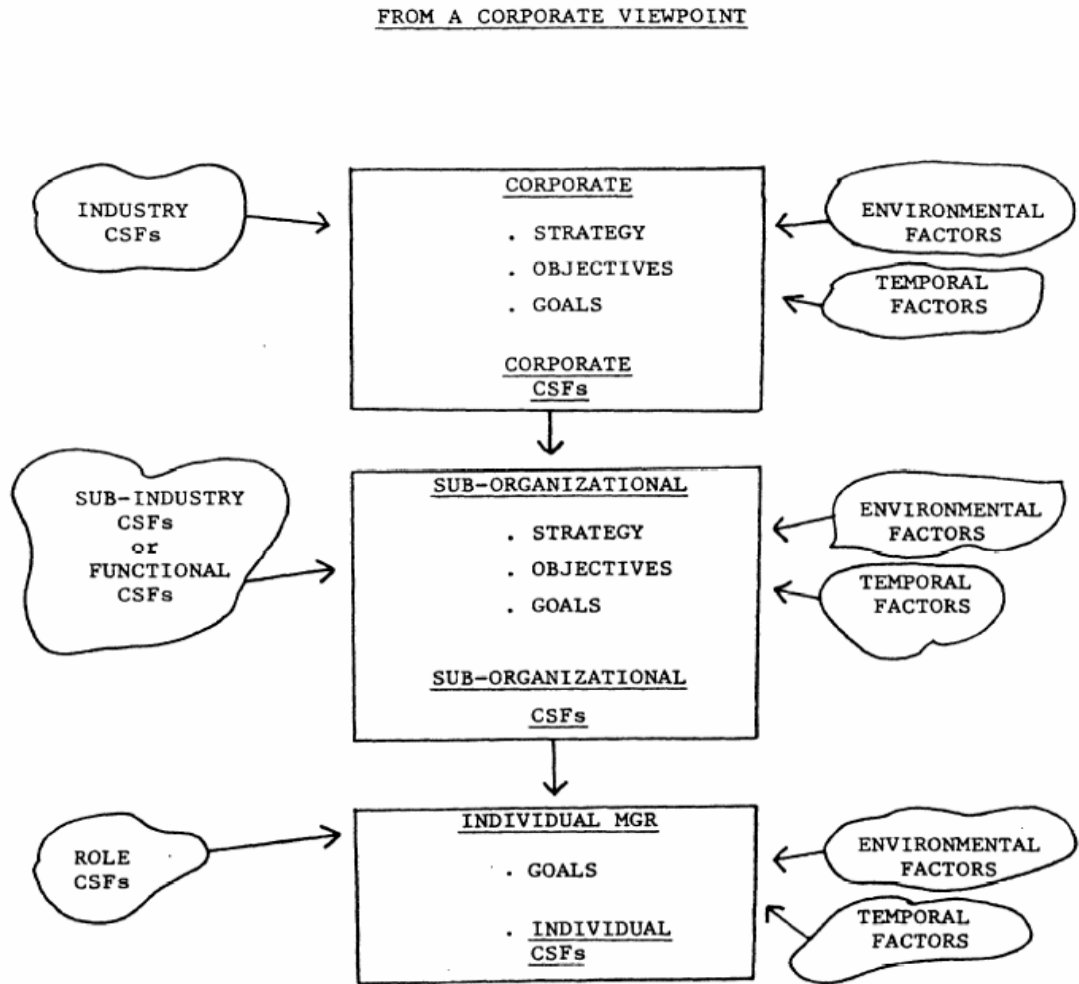 FROM A CORPORATE VIEWPOINT
INDUSTRY
CSFs
CORPORATE
. STRATEGY
. OBJECTIVES
. GOALS
CORPORATE
CSFs
ENVIRONMENTAL
FACTORS
TEMPORAL
FACTORS
SUB-INDUSTRY
CSFs
or
FUNCTIONAL
CSFs
SUB-ORGANIZATIONAL
. STRATEGY
. OBJECTIVES
. GOALS
SUB-ORGANIZATIONAL
CSFs
ENVIRONMENTAL
FACTORS
TEMPORAL
FACTORS
ROLE
CSFs
INDIVIDUAL MGR
. GOALS
. INDIVIDUAL
CSFs
ENVIRONMENTAL
FACTORS
TEMPORAL
FACTORS